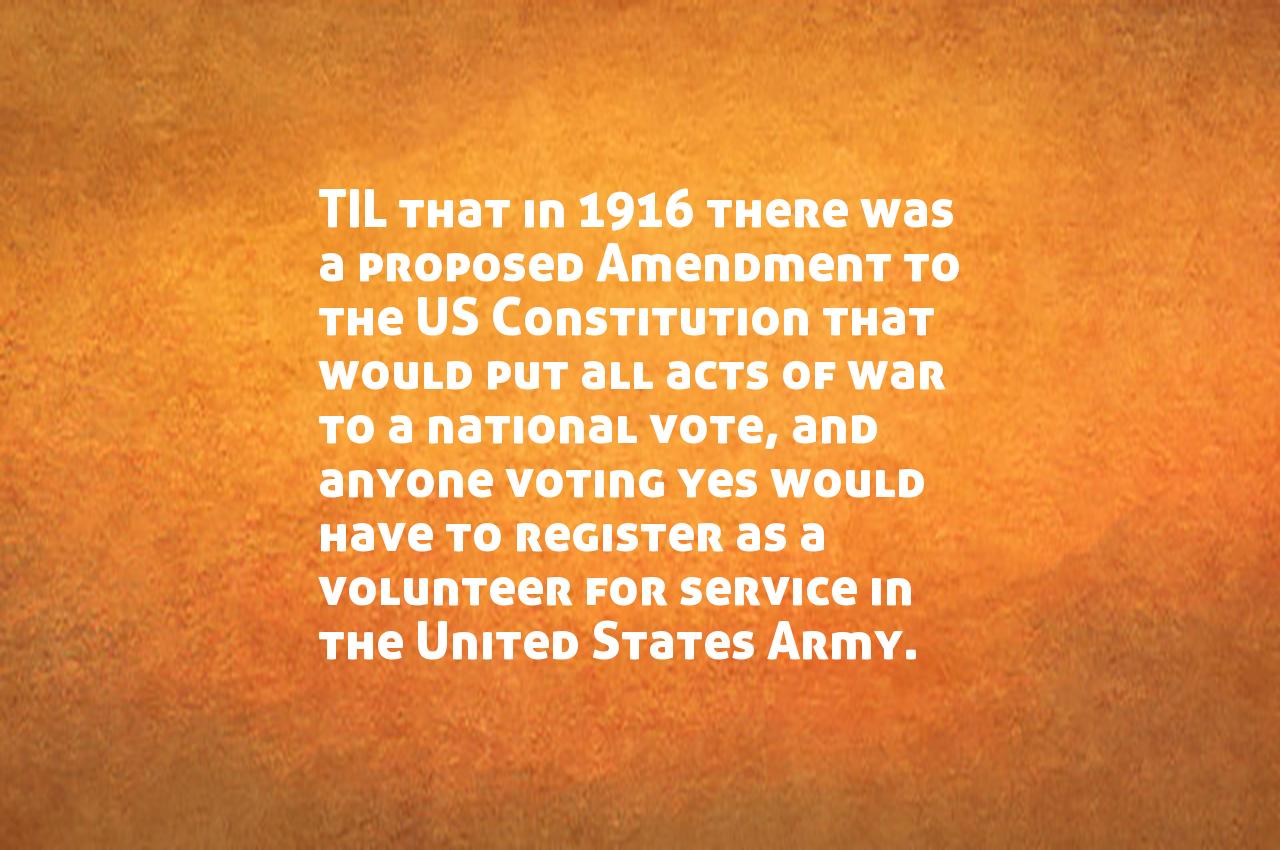 TIL that in 1916 there was
a proposed Amendment to
the US Constitution that
would put all acts of war
to a national vote, and
anyone voting yes would
have to register as a
volunteer for service in
the United States Army.